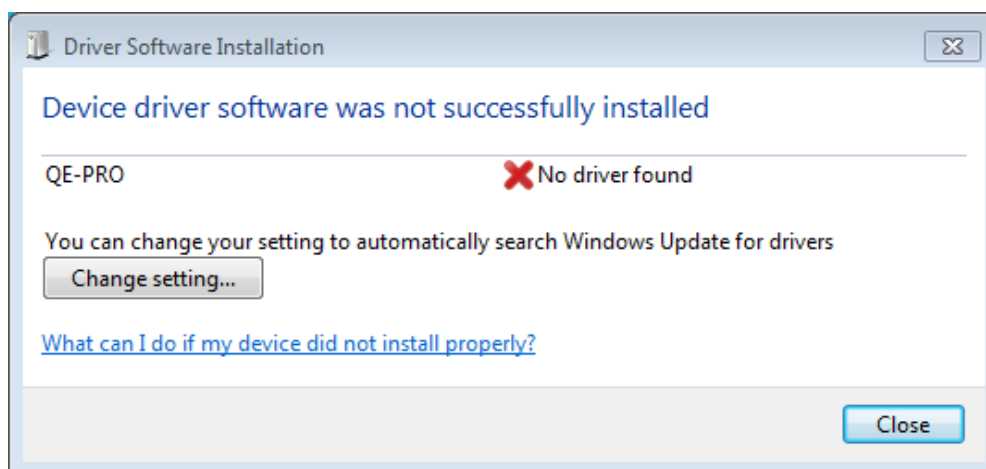 Driver Software Installation
Device driver software was not successfully installed
QE-PRO No driver found
You can change your setting to automatically search Windows Update for drivers
Change setting...
What can I do if my device did not install properly?
Close